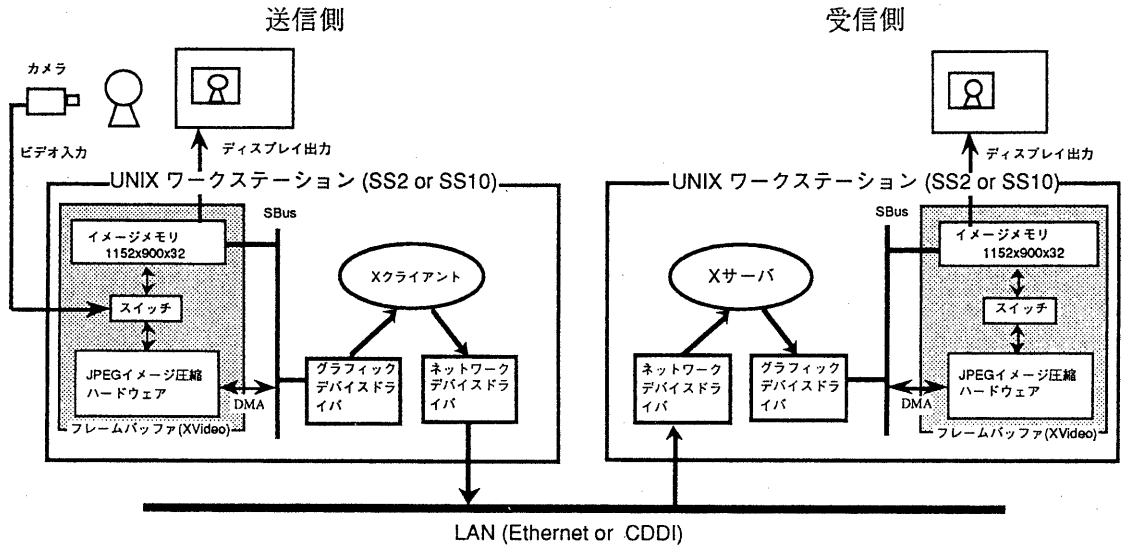 送信側
カメラ
ビデオ入力
ディスプレイ出力
UNIX ワークステーション (SS2 or SS10)
SBus
イメージメモリ
1152x900x32
スイッチ
JPEGイメージ圧縮
ハードウェア
DMA
フレームバッファ(XVideo)
Xクライアント
グラフィック
デバイスドラ
イバ
ネットワーク
デバイスドラ
イバ
受信側
ディスプレイ出力
UNIX ワークステーション (SS2 or SS10)
SBus
Xサーバ
ネットワーク
デバイスドラ
イバ
グラフィック
デバイスドラ
イバ
イメージメモリ
1152x900x32
スイッチ
JPEGイメージ圧縮
ハードウェア
DMA
フレームバッファ(XVideo)
LAN (Ethernet or CDDI)